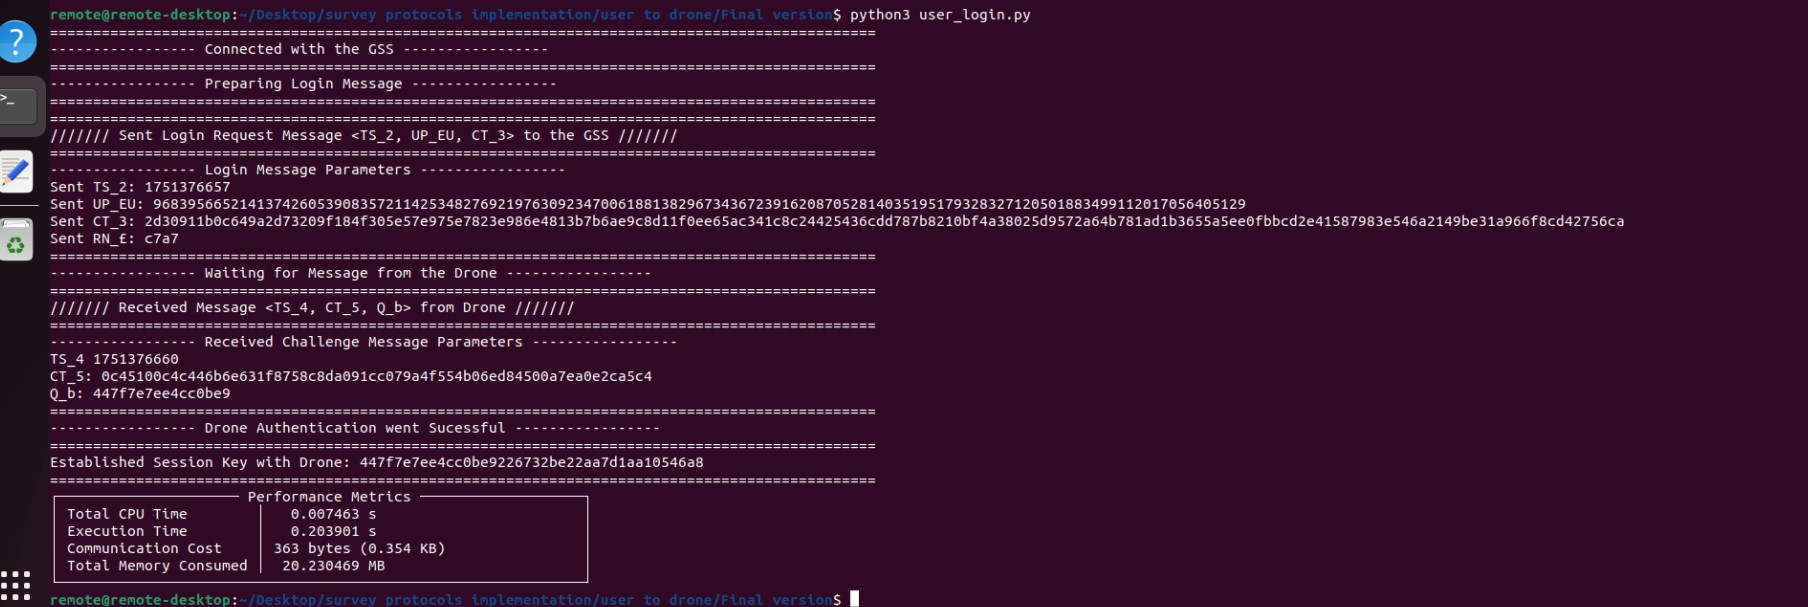 remote@remote-desktop:~/Desktop/survey protocols implementation/user to drone/Final version$ python3 user_login.py
================================================================================================
----------------- Connected with the GSS -----------------
================================================================================================
----------------- Preparing Login Message -----------------
================================================================================================
================================================================================================
/////// Sent Login Request Message <TS_2, UP_EU, CT_3> to the GSS ///////
================================================================================================
----------------- Login Message Parameters -----------------
Sent TS_2: 1751376657
Sent UP_EU: 96839566521413742605390835721142534827692197630923470061881382967343672391620870528140351951793283271205018834991120170564​05129
Sent CT_3: 2d30911b0c649a2d73209f184f305e57e975e7823e986e4813b7b6ae9c8d11f0ee65ac341c8c24425436cdd787b8210bf4a38025d9572a64b781ad1b3655a5ee0fbbcd2e41587983e546a2149be31a966f8cd42756ca
Sent RN_£: c7a7
================================================================================================
----------------- Waiting for Message from the Drone -----------------
================================================================================================
/////// Received Message <TS_4, CT_5, Q_b> from Drone ///////
================================================================================================
----------------- Received Challenge Message Parameters -----------------
TS_4 1751376660
CT_5: 0c45100c4c446b6e631f8758c8da091cc079a4f554b06ed84500a7ea0e2ca5c4
Q_b: 447f7e7ee4cc0be9
================================================================================================
----------------- Drone Authentication went Sucessful -----------------
================================================================================================
Established Session Key with Drone: 447f7e7ee4cc0be9226732be22aa7d1aa10546a8
================================================================================================
Performance Metrics
Total CPU Time 0.007463 s
Execution Time 0.203901 s
Communication Cost 363 bytes (0.354 KB)
Total Memory Consumed 20.230469 MB
remote@remote-desktop:~/Desktop/survey protocols implementation/user to drone/Final version$